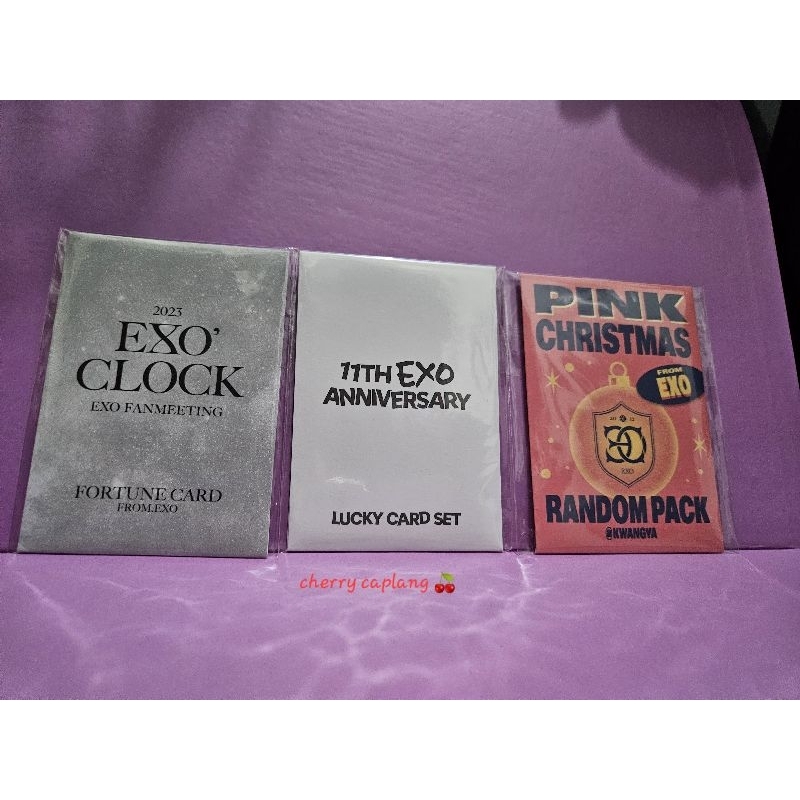 2023
EXO'
CLOCK
EXO FANMEETING
FORTUNE CARD
FROM.EXO
11TH EXO
ANNIVERSARY
LUCKY CARD SET
PINK
CHRISTMAS
FROM
EXO
EXO
RANDOM PACK
@KWANGYA
cherry caplang 🍒